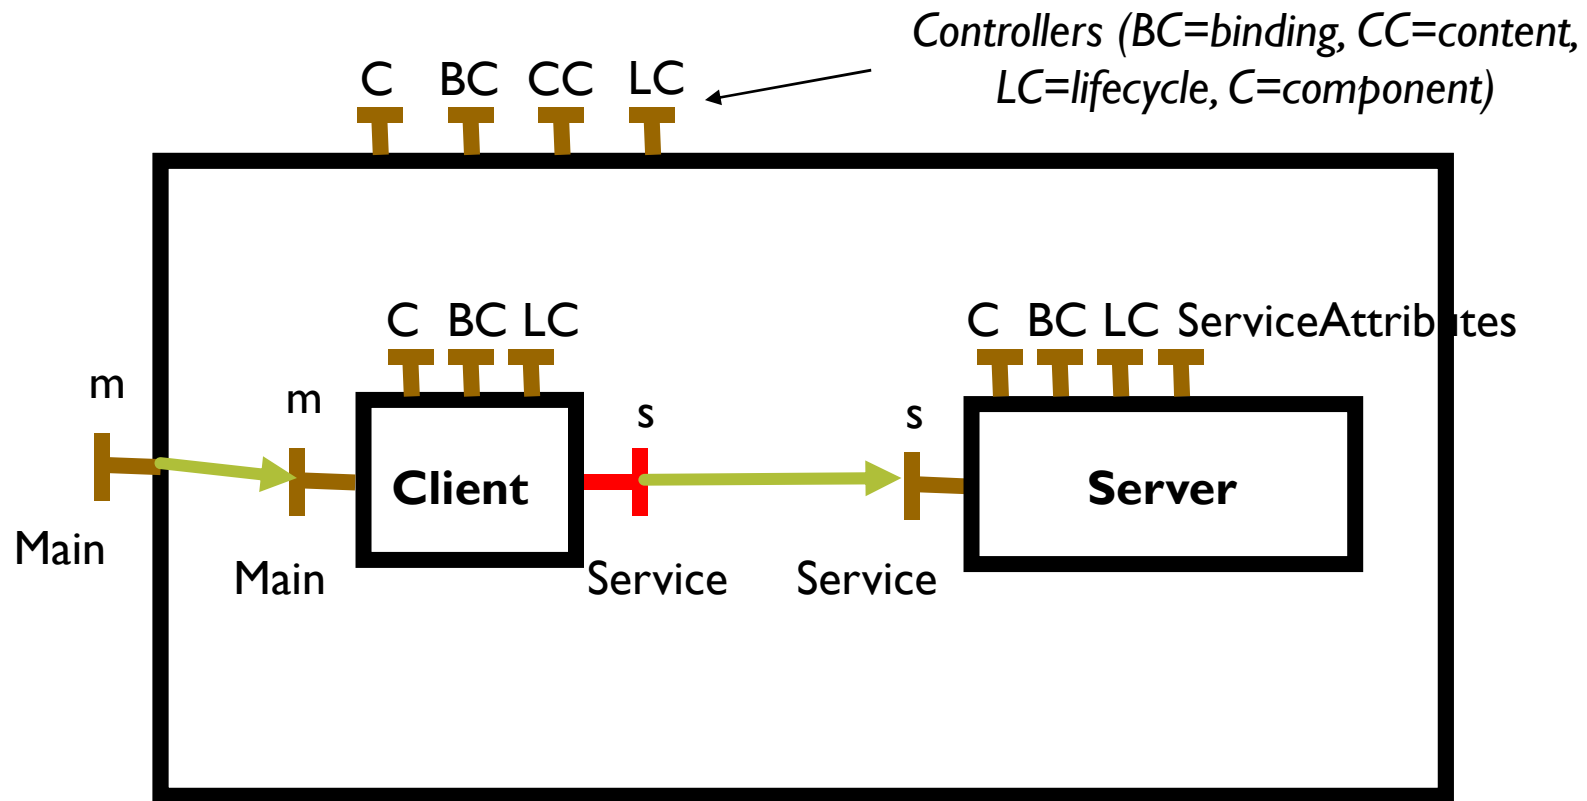 Controllers (BC=binding, CC=content,
LC=lifecycle, C=component)
C BC CC LC
C BC LC
C BC LC ServiceAttributes
m
m
s
s
Client
Server
Main
Main
Service
Service